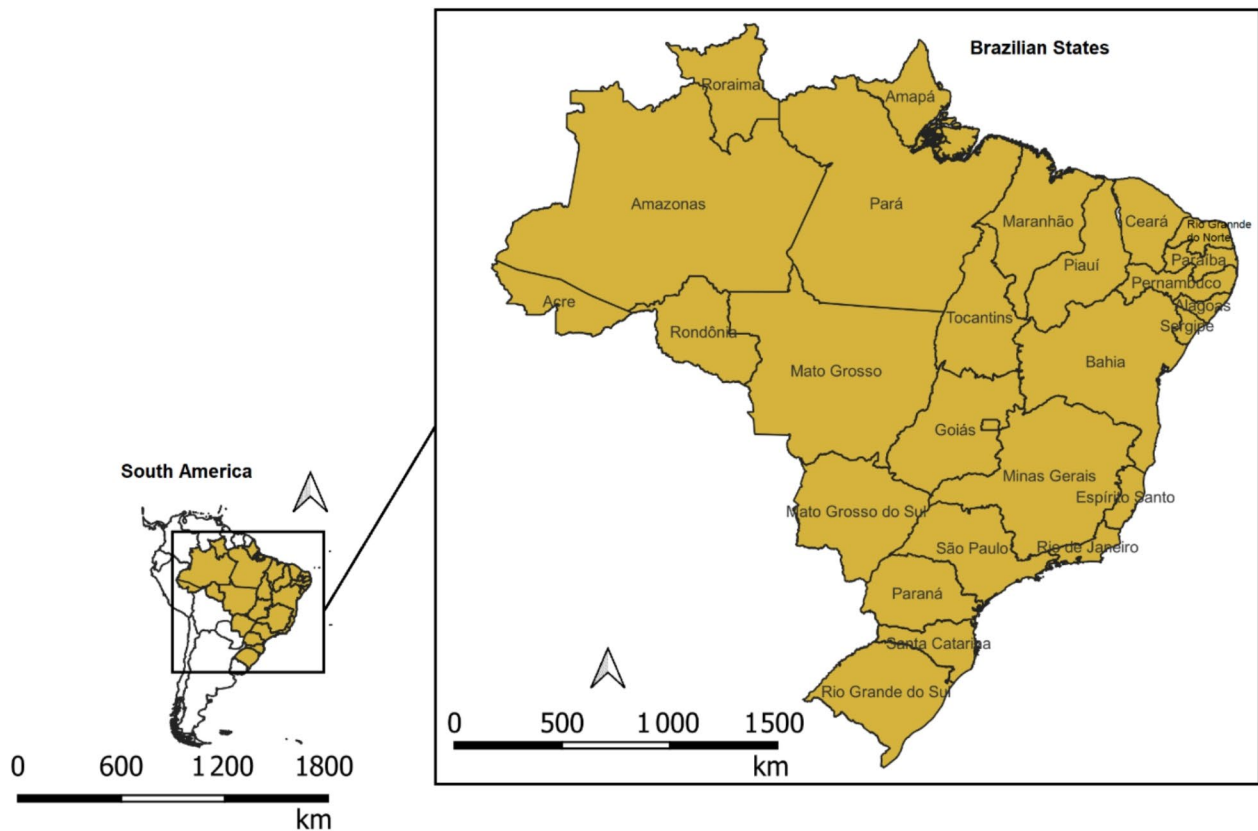 Brazilian States
Roraima
Amapá
Amazonas
Pará
Maranhão
Ceará
Rio Grannde
do Norte
Paraíba
Piauí
Pernambuco
Acre
Alagoas
Tocantins
Sergipe
Rondônia
Bahia
Mato Grosso
Goiás
Minas Gerais
Espírito Santo
Mato Grosso do Sul
São Paulo
Rio de Janeiro
Paraná
Santa Catarina
Rio Grande do Sul
0 500 1 000 1500
km
South America
0 600 1 200 1800
km